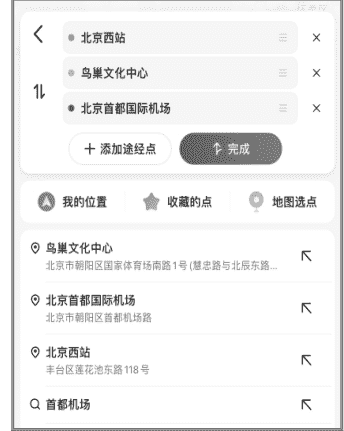 北京西站
鸟巢文化中心
北京首都国际机场
添加途经点
完成
我的位置
收藏的点
地图选点
鸟巢文化中心
北京市朝阳区国家体育场南路1号(慧忠路与北辰东路...
北京首都国际机场
北京市朝阳区首都机场路
北京西站
丰台区莲花池东路118号
首都机场